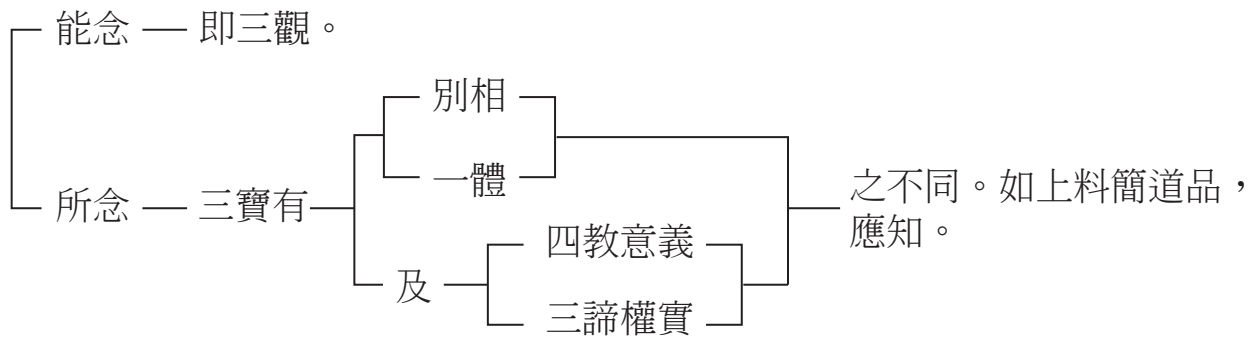 能念 — 即三觀。
所念 — 三寶有
別相
一體
及
四教意義
三諦權實
之不同。如上料簡道品，
應知。